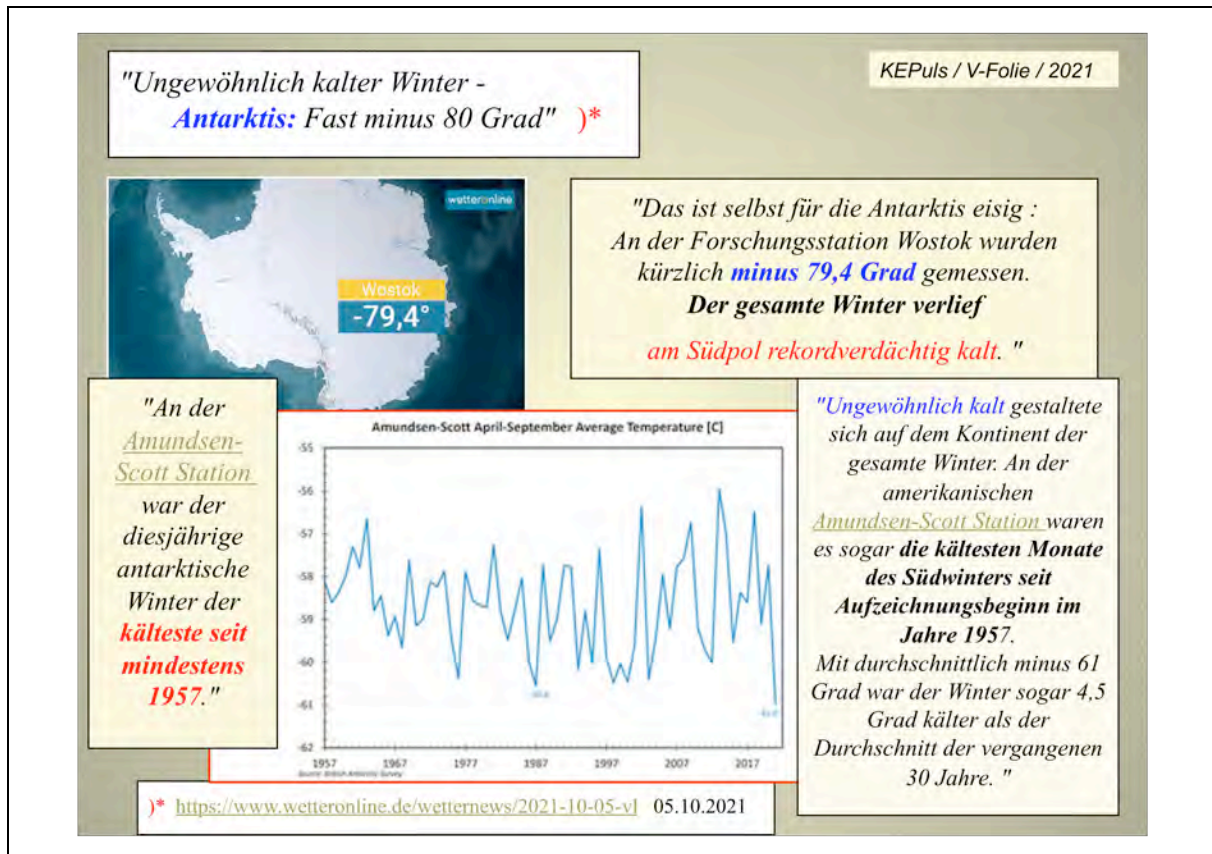 "Ungewöhnlich kalter Winter -
Antarktis: Fast minus 80 Grad" )*
KEPuls / V-Folie / 2021
wetteronline
Wostok
-79,4°
"Das ist selbst für die Antarktis eisig :
An der Forschungsstation Wostok wurden
kürzlich minus 79,4 Grad gemessen.
Der gesamte Winter verlief
am Südpol rekordverdächtig kalt. "
"An der
Amundsen-
Scott Station
war der
diesjährige
antarktische
Winter der
kälteste seit
mindestens
1957."
Amundsen-Scott April-September Average Temperature [C]
-55
-56
-57
-58
-59
-60
-61
-62
1957
1967
1977
1987
1997
2007
2017
Source: British Antarctic Survey
"Ungewöhnlich kalt gestaltete
sich auf dem Kontinent der
gesamte Winter. An der
amerikanischen
Amundsen-Scott Station waren
es sogar die kältesten Monate
des Südwinters seit
Aufzeichnungsbeginn im
Jahre 1957.
Mit durchschnittlich minus 61
Grad war der Winter sogar 4,5
Grad kälter als der
Durchschnitt der vergangenen
30 Jahre. "
)* https://www.wetteronline.de/wetternews/2021-10-05-vl 05.10.2021